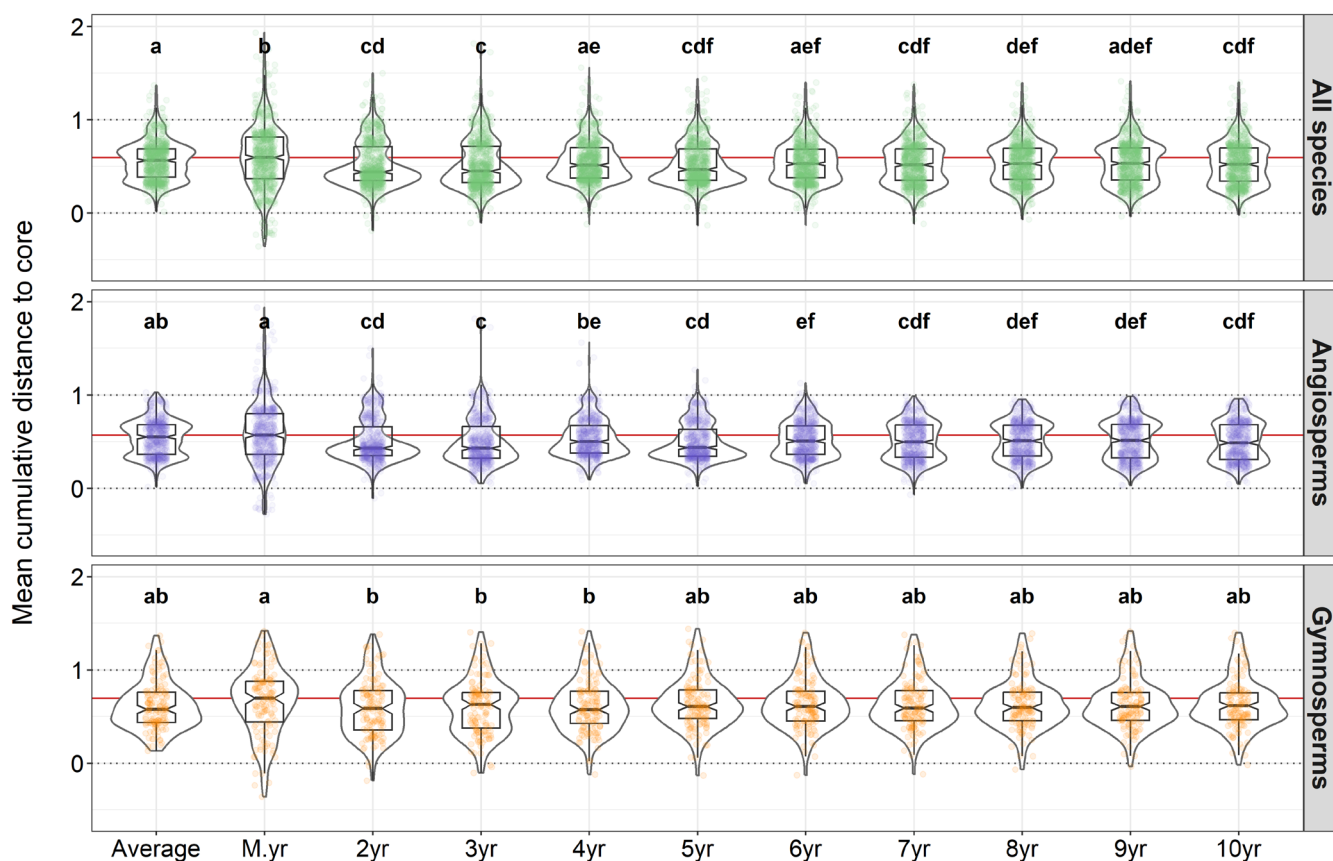 Mean cumulative distance to core
2
1
0
a b cd c ae cdf aef cdf def adef cdf
All species
2
1
0
ab a cd c be cd ef cdf def def cdf
Angiosperms
2
1
0
ab a b b b ab ab ab ab ab ab
Gymnosperms
Average M.yr 2yr 3yr 4yr 5yr 6yr 7yr 8yr 9yr 10yr